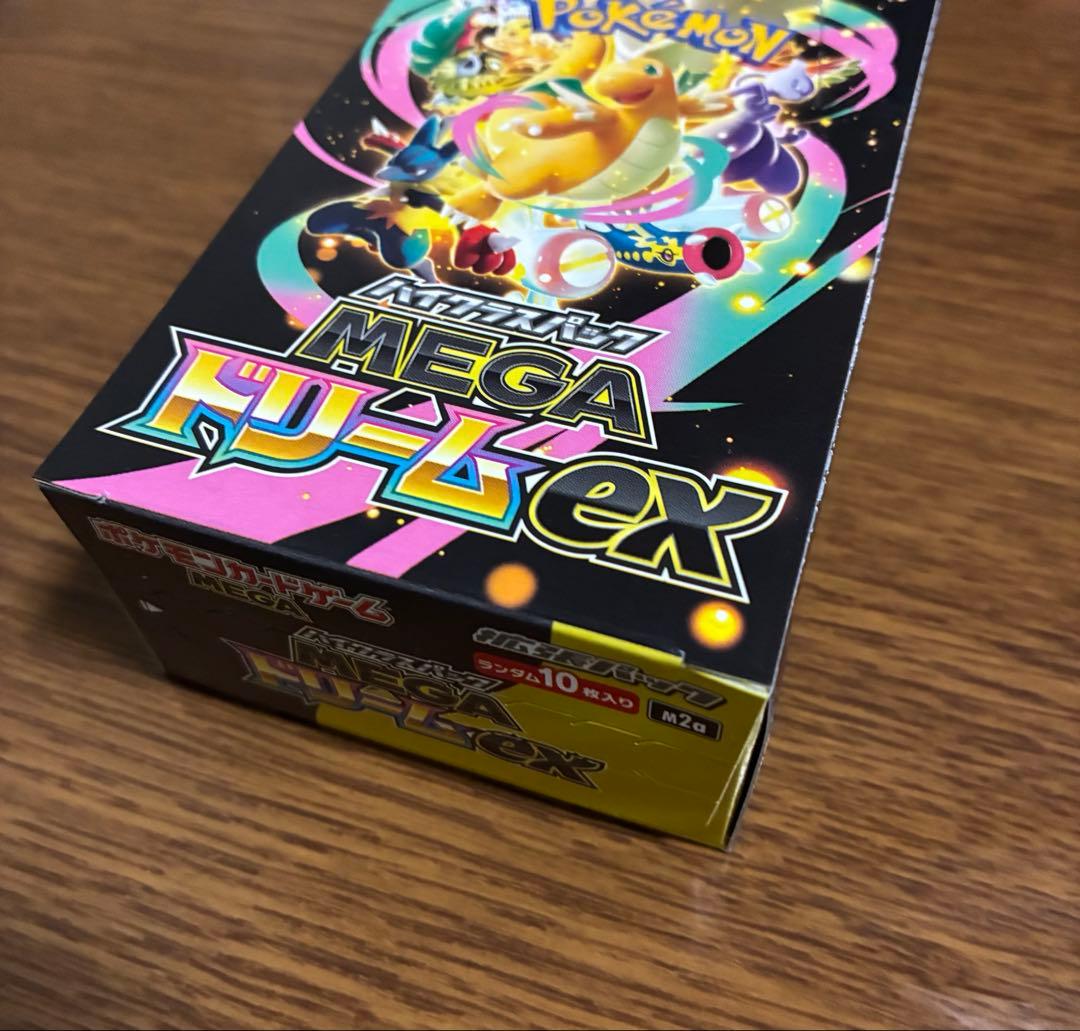 POKéMON
ハイクラスパック
MEGA
ドリームex
ポケモンカードゲーム
MEGA
拡張パック
ランダム10枚入り
M2a
ハイクラスパック
MEGA
ドリームex